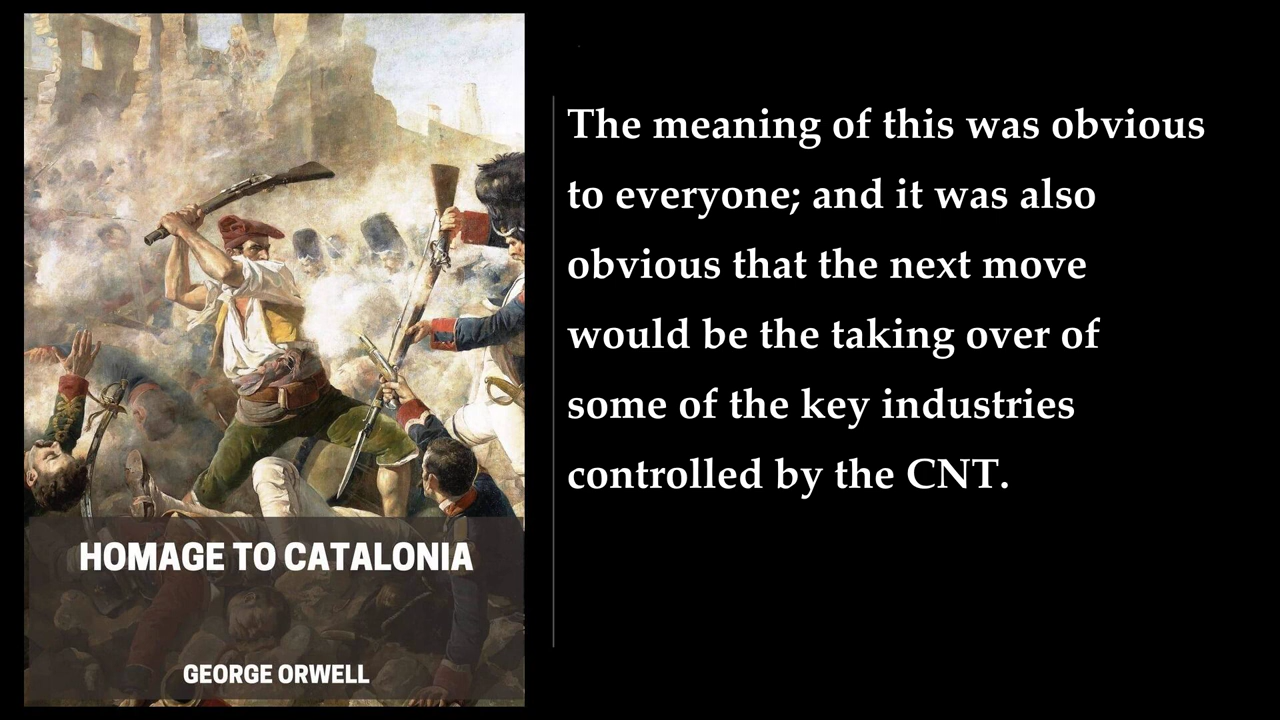 HOMAGE TO CATALONIA
GEORGE ORWELL
The meaning of this was obvious
to everyone; and it was also
obvious that the next move
would be the taking over of
some of the key industries
controlled by the CNT.